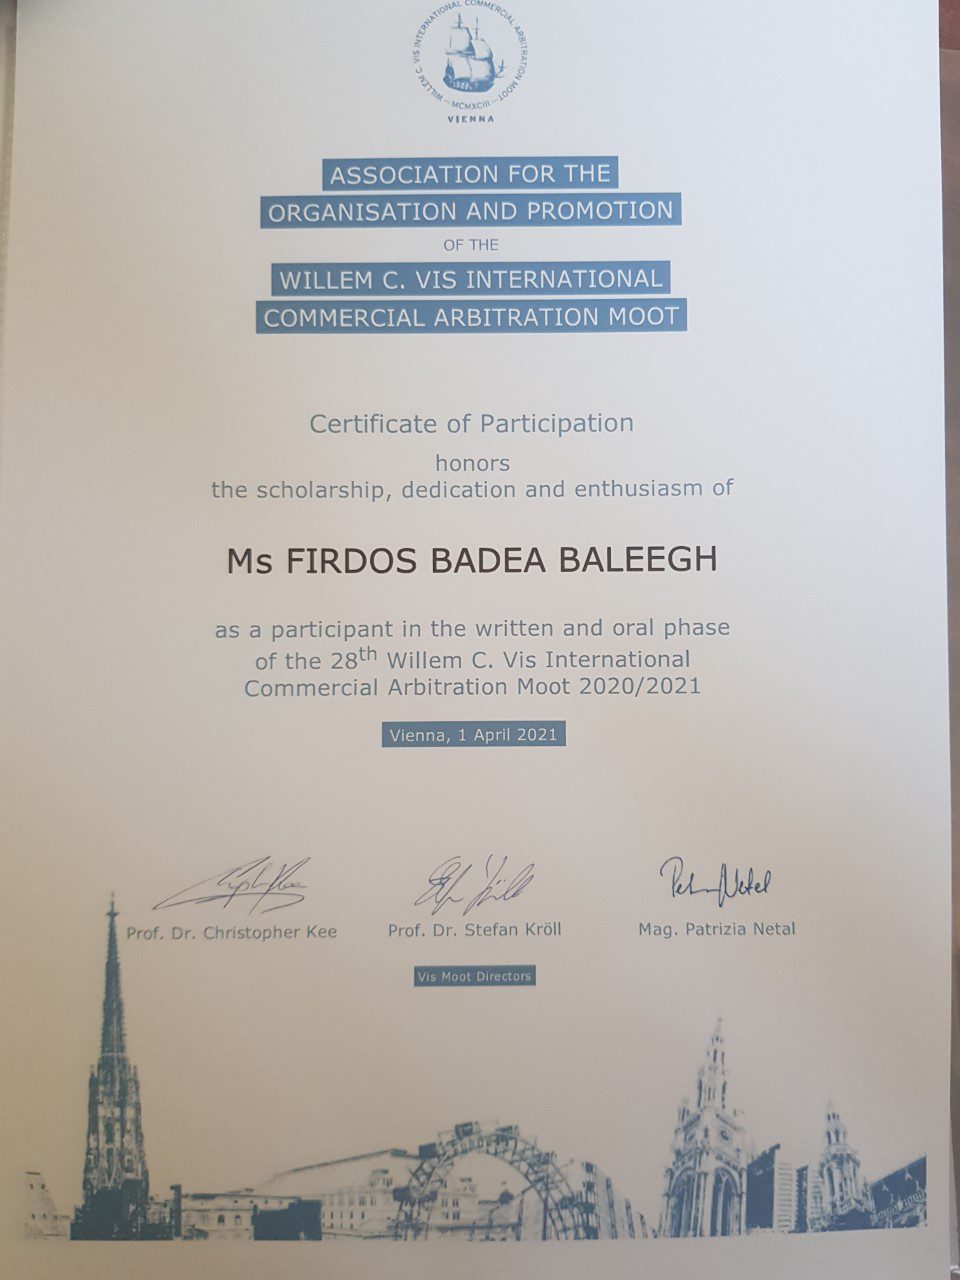 WILLEM C. VIS INTERNATIONAL COMMERCIAL ARBITRATION MOOT
MCMXCIII
VIENNA
ASSOCIATION FOR THE
ORGANISATION AND PROMOTION
OF THE
WILLEM C. VIS INTERNATIONAL
COMMERCIAL ARBITRATION MOOT
Certificate of Participation
honors
the scholarship, dedication and enthusiasm of
Ms FIRDOS BADEA BALEEGH
as a participant in the written and oral phase
of the 28th Willem C. Vis International
Commercial Arbitration Moot 2020/2021
Vienna, 1 April 2021
Prof. Dr. Christopher Kee
Prof. Dr. Stefan Kröll
Mag. Patrizia Netal
Vis Moot Directors